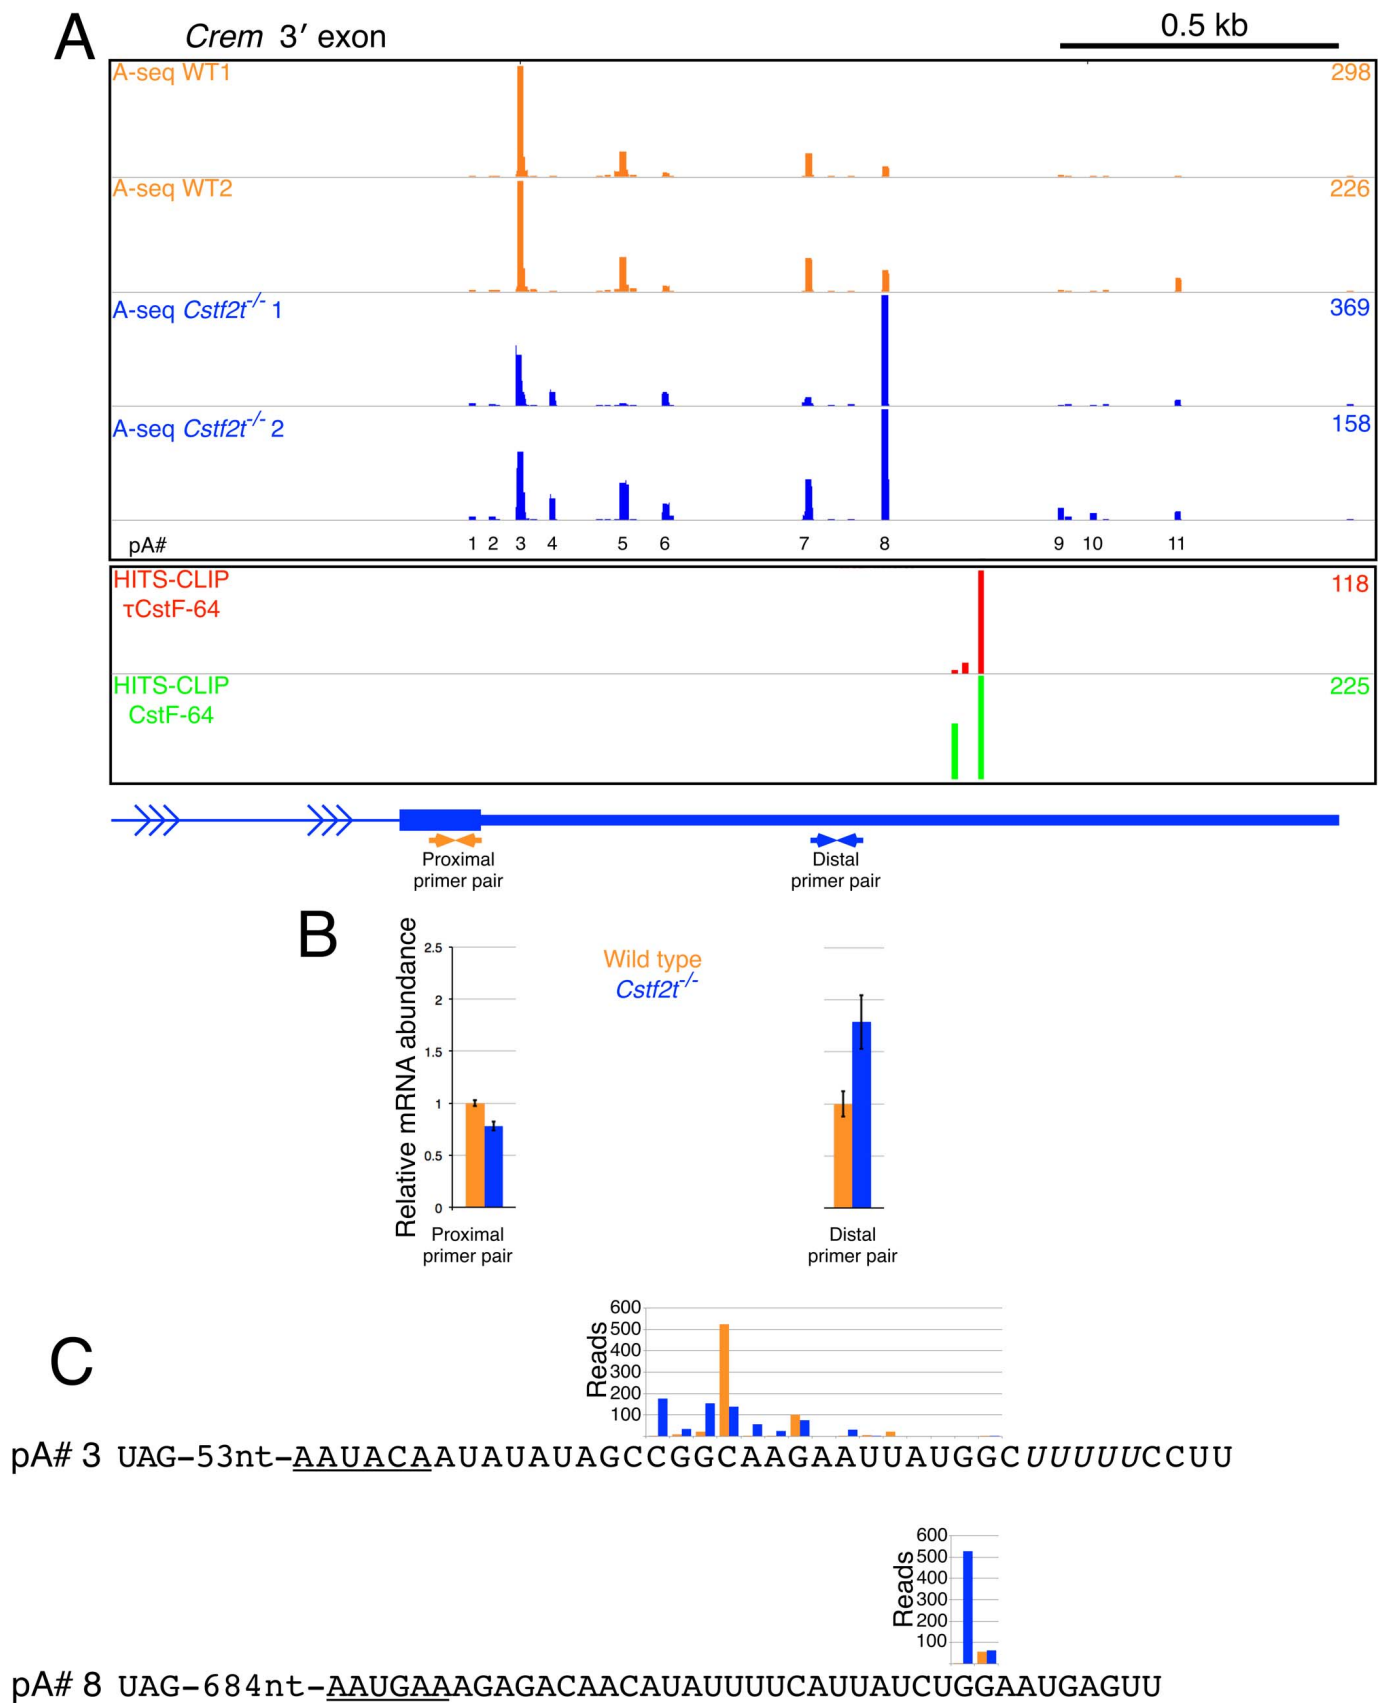 A
Crem 3′ exon
0.5 kb
A-seq WT1
298
A-seq WT2
226
A-seq Cstf2t-/- 1
369
A-seq Cstf2t-/- 2
158
pA# 1 2 3 4 5 6 7 8 9 10 11
HITS-CLIP
τCstF-64
118
HITS-CLIP
CstF-64
225
Proximal
primer pair
Distal
primer pair
B
Relative mRNA abundance
2.5
2
1.5
1
0.5
0
Wild type
Cstf2t-/-
Proximal
primer pair
Distal
primer pair
C
Reads
600
500
400
300
200
100
pA# 3 UAG-53nt-AAUACAAUAUAUAGCCGGCAAGAAUUAUGGCUUUUUCCUU
Reads
600
500
400
300
200
100
pA# 8 UAG-684nt-AAUGAAAGAGACAACAUAUUUUCAUUAUCUGGAAUGAGUU